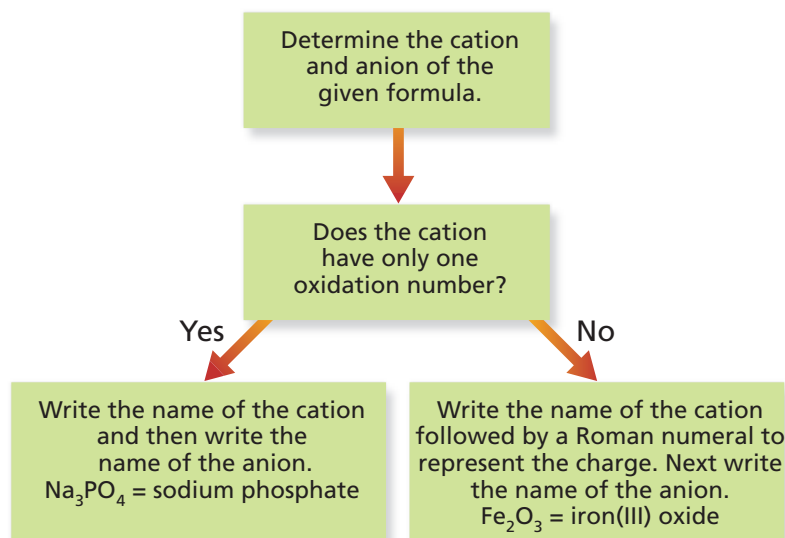 Determine the cation
and anion of the
given formula.
Does the cation
have only one
oxidation number?
Yes
No
Write the name of the cation
and then write the
name of the anion.
Na₃PO₄ = sodium phosphate
Write the name of the cation
followed by a Roman numeral to
represent the charge. Next write
the name of the anion.
Fe₂O₃ = iron(III) oxide